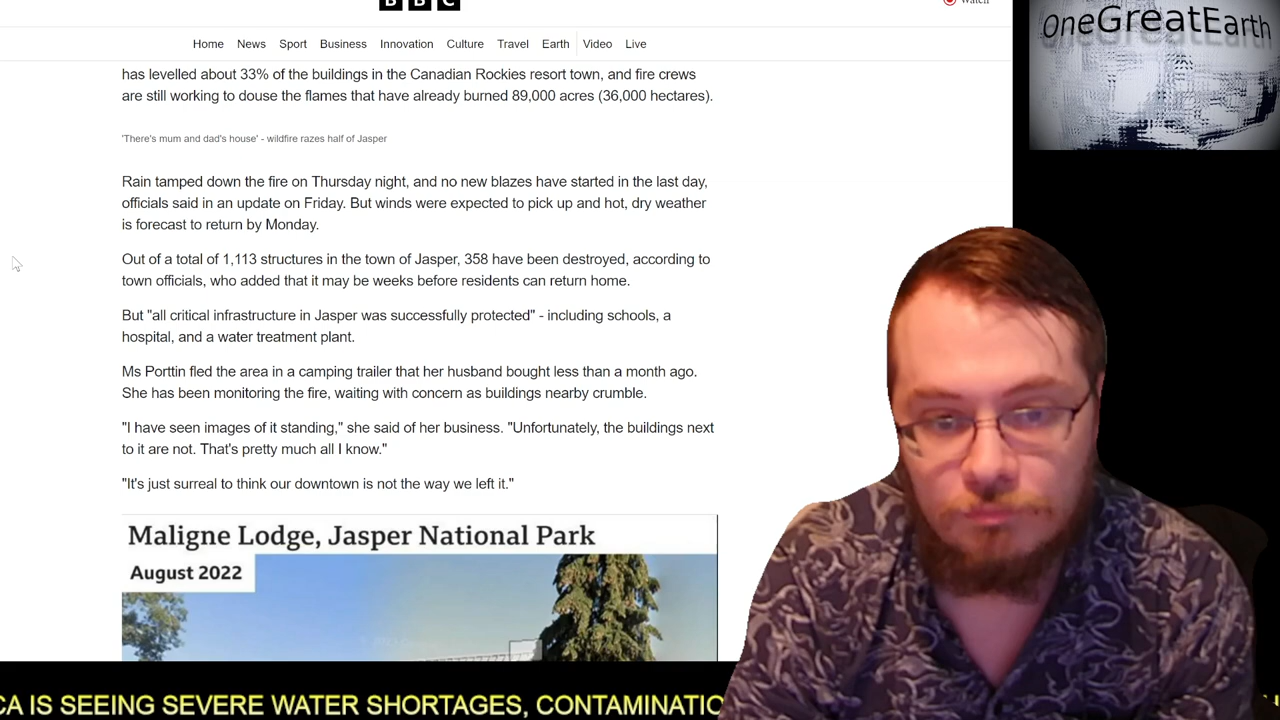 BBC
Watch
OneGreatEarth
Home News Sport Business Innovation Culture Travel Earth Video Live
has levelled about 33% of the buildings in the Canadian Rockies resort town, and fire crews
are still working to douse the flames that have already burned 89,000 acres (36,000 hectares).
'There's mum and dad's house' - wildfire razes half of Jasper
Rain tamped down the fire on Thursday night, and no new blazes have started in the last day,
officials said in an update on Friday. But winds were expected to pick up and hot, dry weather
is forecast to return by Monday.
Out of a total of 1,113 structures in the town of Jasper, 358 have been destroyed, according to
town officials, who added that it may be weeks before residents can return home.
But "all critical infrastructure in Jasper was successfully protected" - including schools, a
hospital, and a water treatment plant.
Ms Porttin fled the area in a camping trailer that her husband bought less than a month ago.
She has been monitoring the fire, waiting with concern as buildings nearby crumble.
"I have seen images of it standing," she said of her business. "Unfortunately, the buildings next
to it are not. That's pretty much all I know."
"It's just surreal to think our downtown is not the way we left it."
Maligne Lodge, Jasper National Park
August 2022
CA IS SEEING SEVERE WATER SHORTAGES, CONTAMINATIO